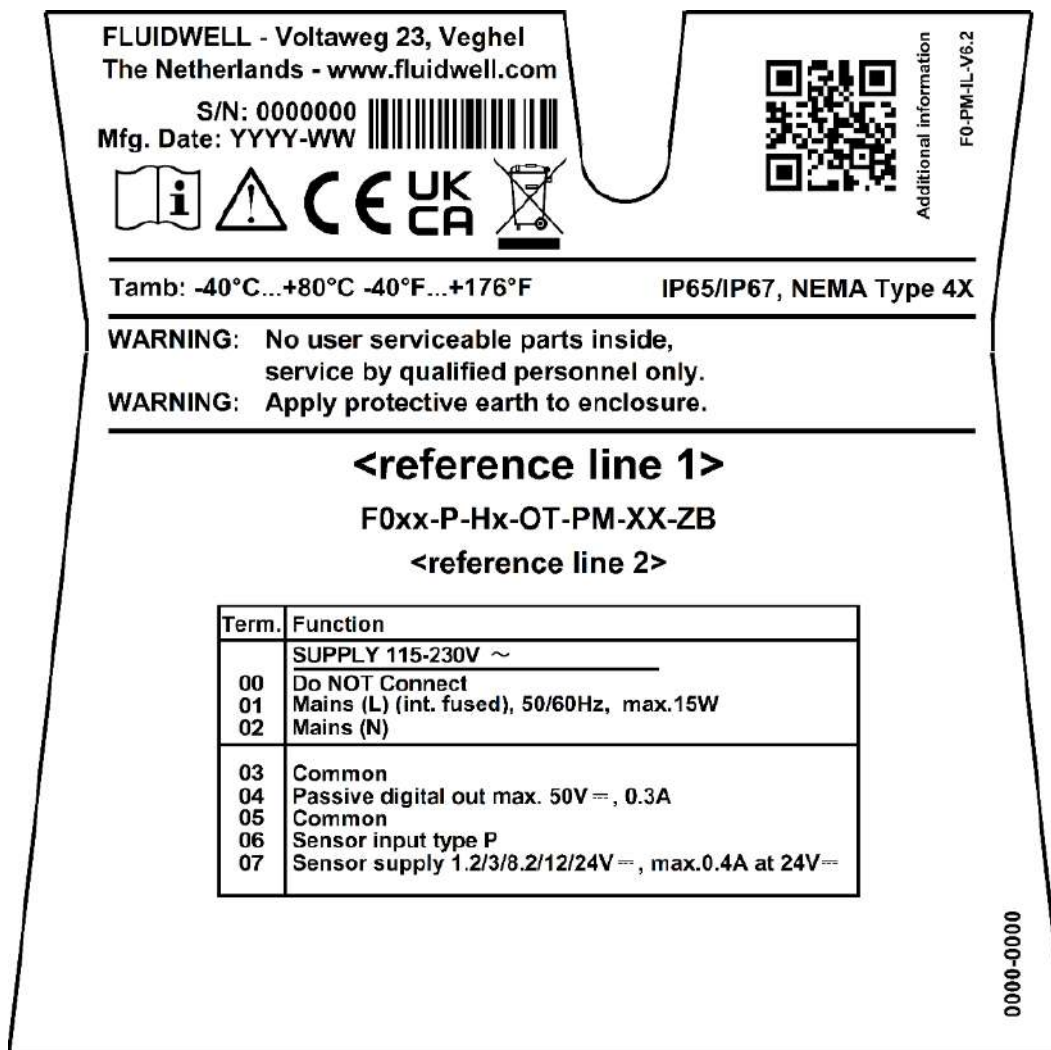 FLUIDWELL - Voltaweg 23, Veghel
The Netherlands - www.fluidwell.com
S/N: 0000000
Mfg. Date: YYYY-WW
i
CE
UK
CA
Additional information
F0-PM-IL-V6.2
Tamb: -40°C...+80°C -40°F...+176°F
IP65/IP67, NEMA Type 4X
WARNING: No user serviceable parts inside,
service by qualified personnel only.
WARNING: Apply protective earth to enclosure.
<reference line 1>
F0xx-P-Hx-OT-PM-XX-ZB
<reference line 2>
Term. Function
SUPPLY 115-230V ~
00 Do NOT Connect
01 Mains (L) (int. fused), 50/60Hz, max.15W
02 Mains (N)
03 Common
04 Passive digital out max. 50V ⎓, 0.3A
05 Common
06 Sensor input type P
07 Sensor supply 1.2/3/8.2/12/24V ⎓, max.0.4A at 24V⎓
0000-0000